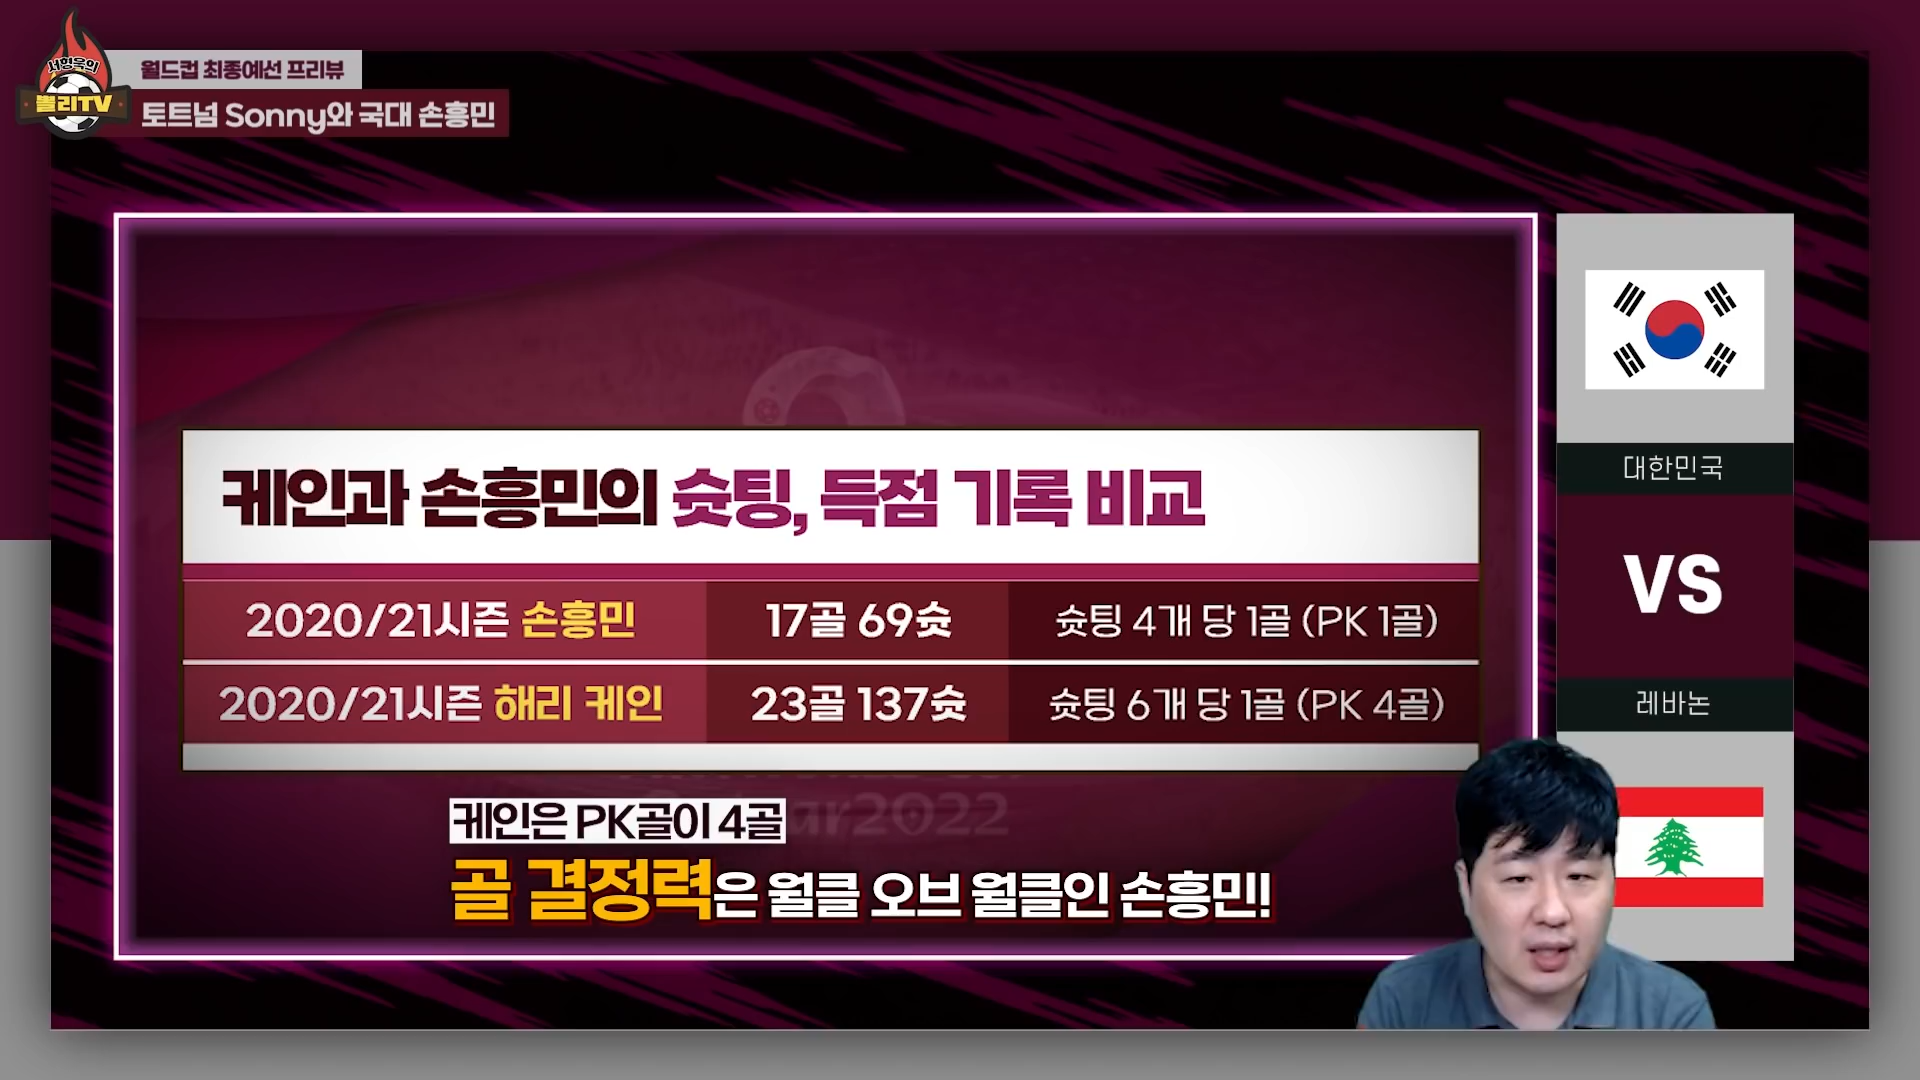 서형욱의
뽈리TV
월드컵 최종예선 프리뷰
토트넘 Sonny와 국대 손흥민
케인과 손흥민의 슛팅, 득점 기록 비교
2020/21시즌 손흥민 17골 69슛 슛팅 4개 당 1골 (PK 1골)
2020/21시즌 해리 케인 23골 137슛 슛팅 6개 당 1골 (PK 4골)
케인은 PK골이 4골
골 결정력은 월클 오브 월클인 손흥민!
대한민국
VS
레바논